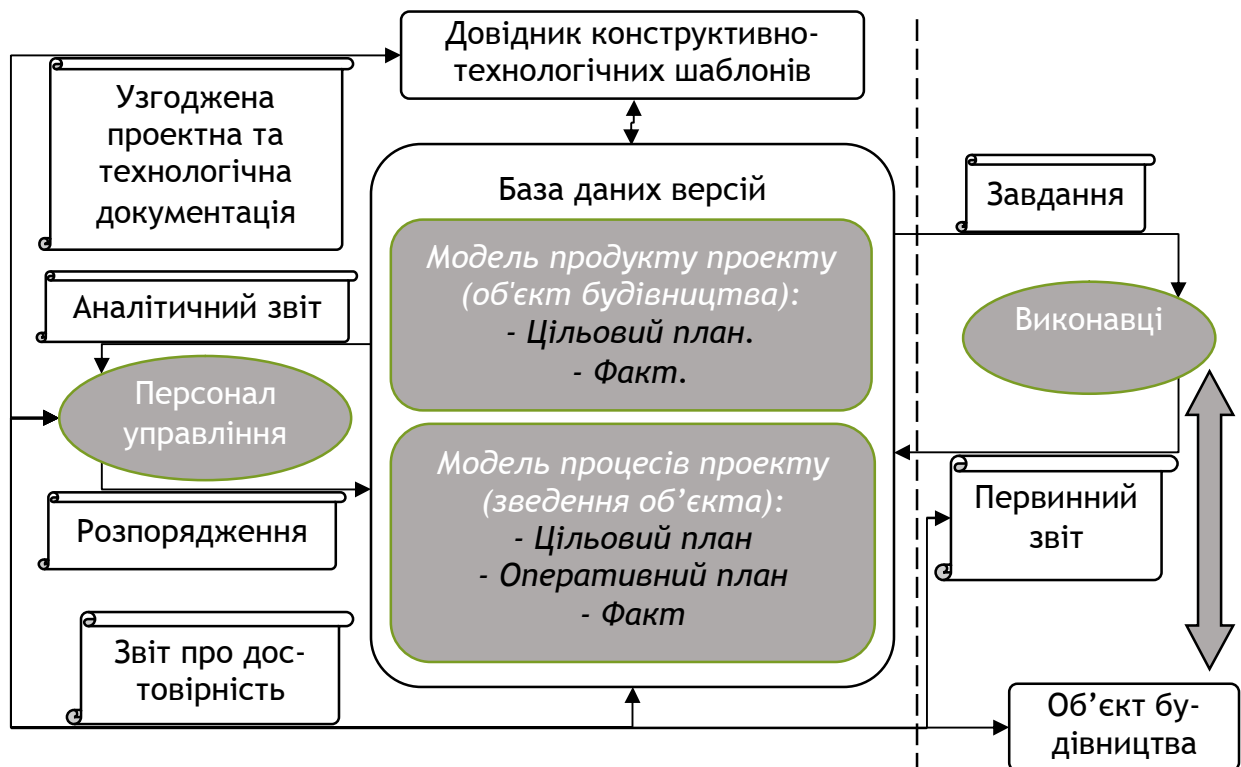 Довідник конструктивно-
технологічних шаблонів
Узгоджена
проектна та
технологічна
документація
База даних версій
Завдання
Модель продукту проекту
(об'єкт будівництва):
- Цільовий план.
- Факт.
Аналітичний звіт
Виконавці
Персонал
управління
Модель процесів проекту
(зведення об’єкта):
- Цільовий план
- Оперативний план
- Факт
Розпорядження
Первинний
звіт
Звіт про дос-
товірність
Об’єкт бу-
дівництва